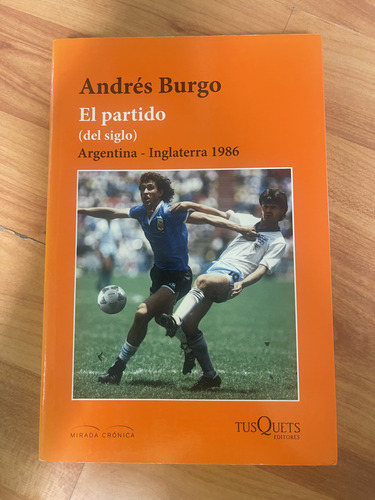 Andrés Burgo
El partido
(del siglo)
Argentina - Inglaterra 1986
MIRADA CRÓNICA
TUSQUETS
EDITORES